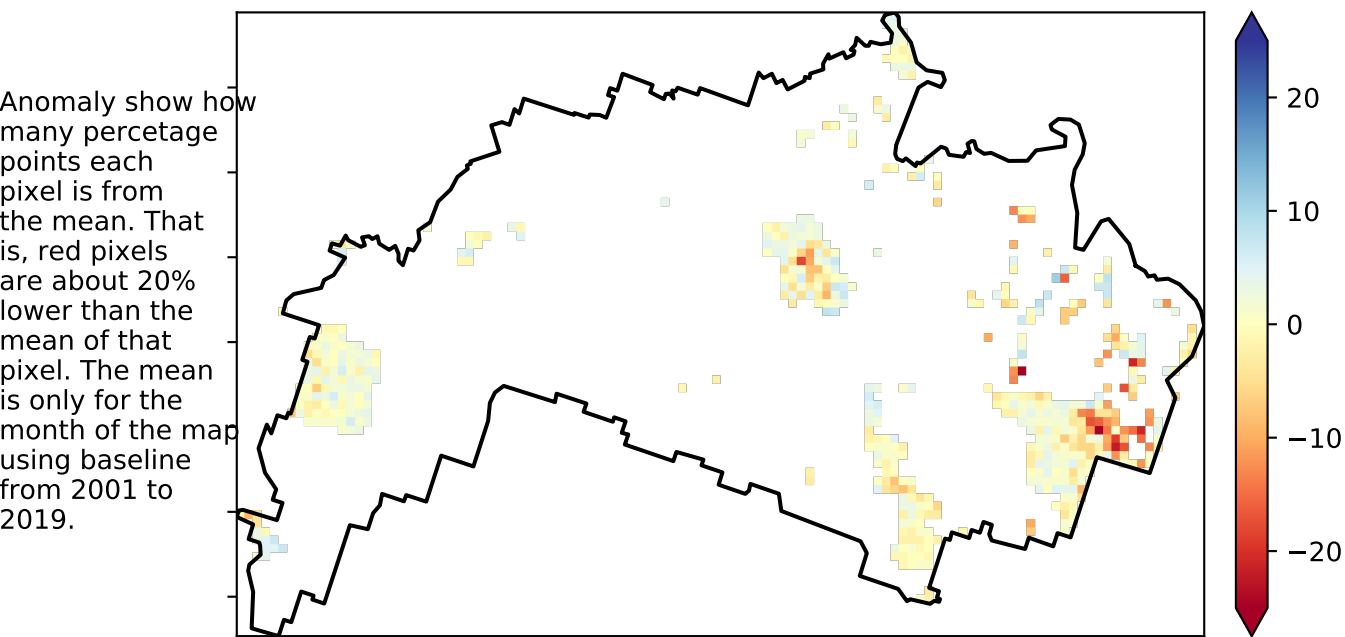 Anomaly show how
many percetage
points each
pixel is from
the mean. That
is, red pixels
are about 20%
lower than the
mean of that
pixel. The mean
is only for the
month of the map
using baseline
from 2001 to
2019.
20
10
0
−10
−20